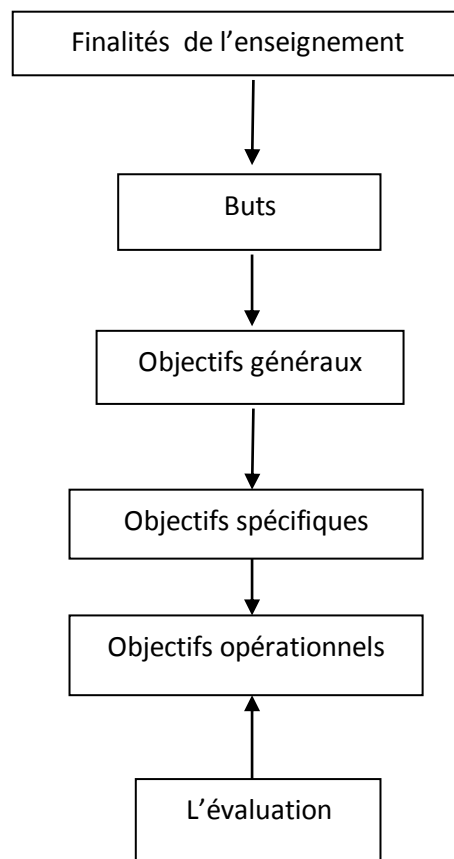 Finalités de l’enseignement
Buts
Objectifs généraux
Objectifs spécifiques
Objectifs opérationnels
L’évaluation